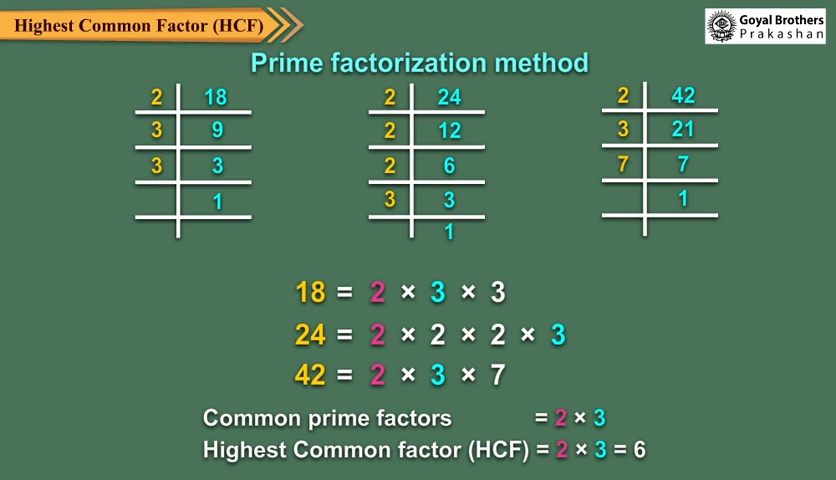 Highest Common Factor (HCF)
Goyal Brothers
Prakashan
Prime factorization method
2 18
3 9
3 3
1
2 24
2 12
2 6
3 3
1
2 42
3 21
7 7
1
18 = 2 × 3 × 3
24 = 2 × 2 × 2 × 3
42 = 2 × 3 × 7
Common prime factors = 2 × 3
Highest Common factor (HCF) = 2 × 3 = 6